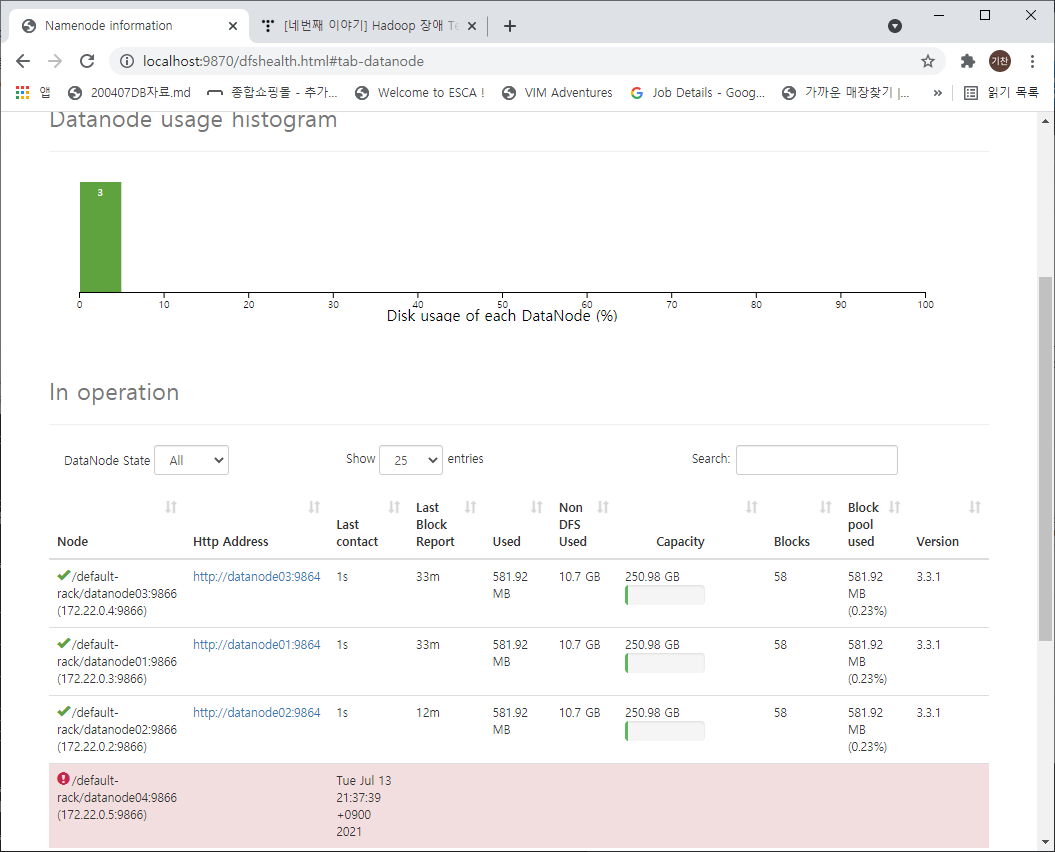 Namenode information
[네번째 이야기] Hadoop 장애 Te
localhost:9870/dfshealth.html#tab-datanode
기찬
앱 200407DB자료.md 종합쇼핑몰 - 추가... Welcome to ESCA ! VIM Adventures Job Details - Goog... 가까운 매장찾기 |... » 읽기 목록
Datanode usage histogram
3
0 10 20 30 40 50 60 70 80 90 100
Disk usage of each DataNode (%)
In operation
DataNode State All Show 25 entries Search:
Node Http Address Last contact Last Block Report Used Non DFS Used Capacity Blocks Block pool used Version
/default- http://datanode03:9864 1s 33m 581.92 10.7 GB 250.98 GB 58 581.92 3.3.1
rack/datanode03:9866 MB MB
(172.22.0.4:9866) (0.23%)
/default- http://datanode01:9864 1s 33m 581.92 10.7 GB 250.98 GB 58 581.92 3.3.1
rack/datanode01:9866 MB MB
(172.22.0.3:9866) (0.23%)
/default- http://datanode02:9864 1s 12m 581.92 10.7 GB 250.98 GB 58 581.92 3.3.1
rack/datanode02:9866 MB MB
(172.22.0.2:9866) (0.23%)
/default- Tue Jul 13
rack/datanode04:9866 21:37:39
(172.22.0.5:9866) +0900
2021